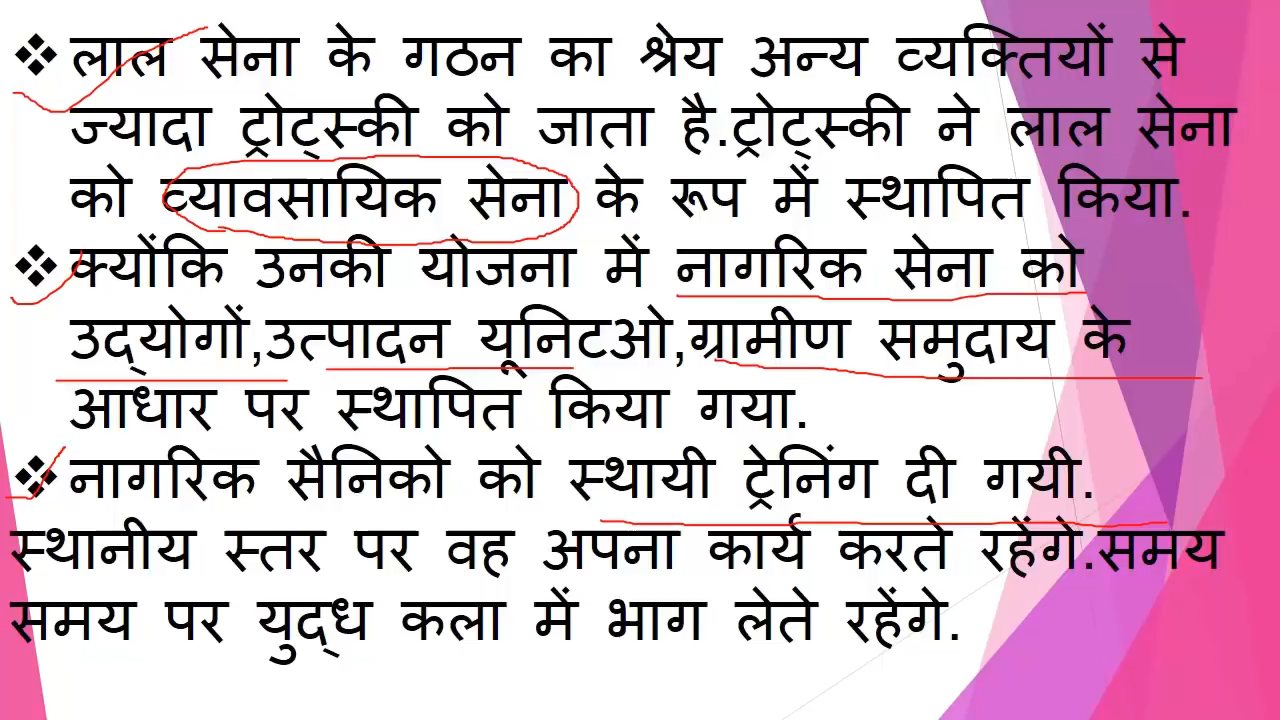 ❖ लाल सेना के गठन का श्रेय अन्य व्यक्तियों से
ज्यादा ट्रोट्स्की को जाता है.ट्रोट्स्की ने लाल सेना
को व्यावसायिक सेना के रूप में स्थापित किया.
❖ क्योंकि उनकी योजना में नागरिक सेना को
उद्योगों,उत्पादन यूनिटओ,ग्रामीण समुदाय के
आधार पर स्थापित किया गया.
❖ नागरिक सैनिको को स्थायी ट्रेनिंग दी गयी.
स्थानीय स्तर पर वह अपना कार्य करते रहेंगे.समय
समय पर युद्ध कला में भाग लेते रहेंगे.